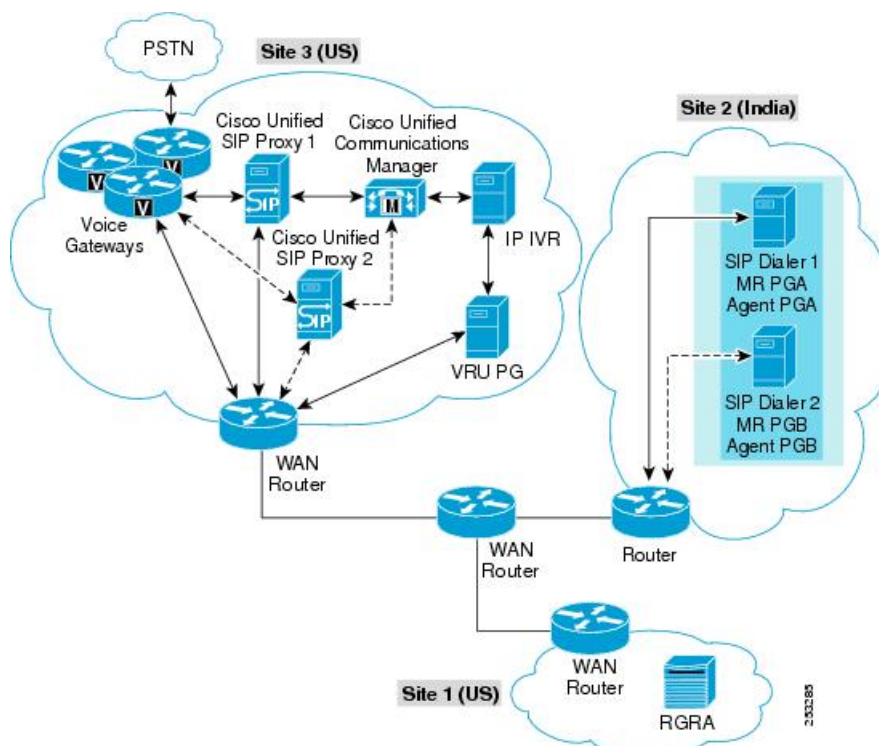 PSTN
Site 3 (US)
Cisco Unified
SIP Proxy 1
Cisco Unified
Communications
Manager
V
V
V
SIP
M
Voice
Gateways
IP IVR
Cisco Unified
SIP Proxy 2
SIP
VRU PG
WAN
Router
Site 2 (India)
SIP Dialer 1
MR PGA
Agent PGA
SIP Dialer 2
MR PGB
Agent PGB
Router
WAN
Router
Site 1 (US)
WAN
Router
RGRA
253285